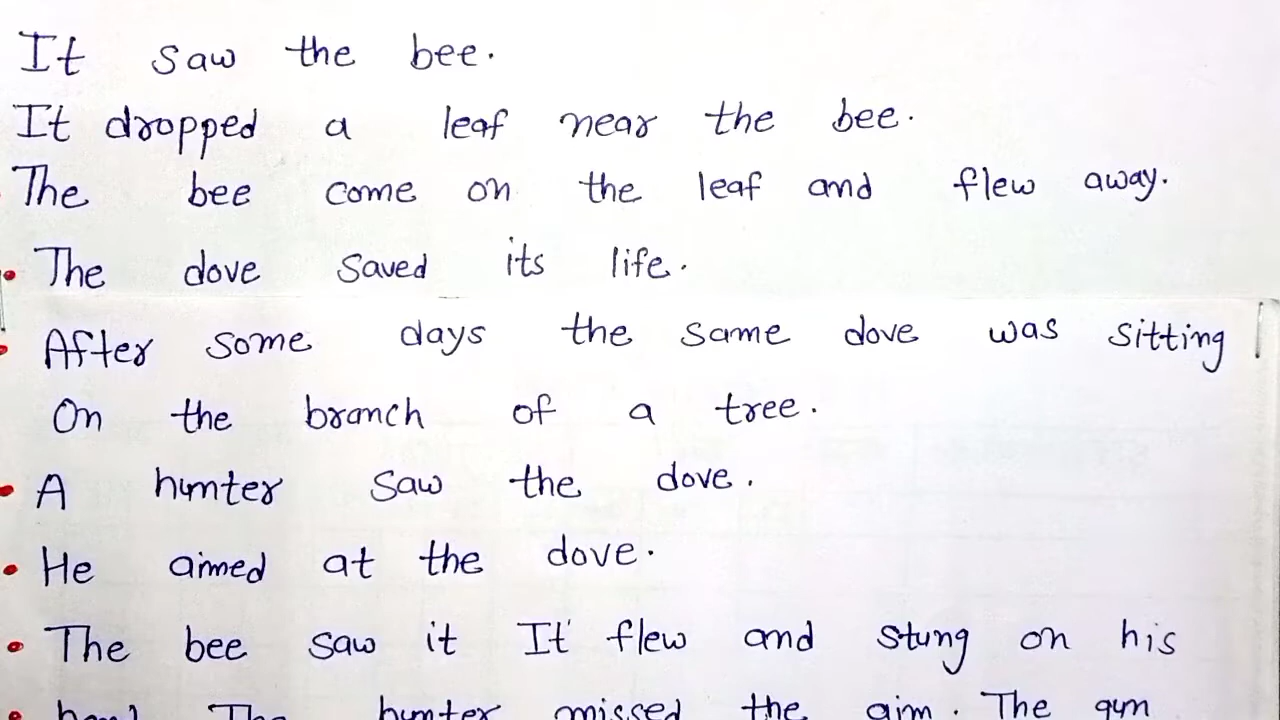 It saw the bee.
It dropped a leaf near the bee.
The bee come on the leaf and flew away.
The dove saved its life.
After some days the same dove was sitting
On the branch of a tree.
A hunter saw the dove.
He aimed at the dove.
The bee saw it It flew and stung on his
hand The hunter missed the aim. The gun